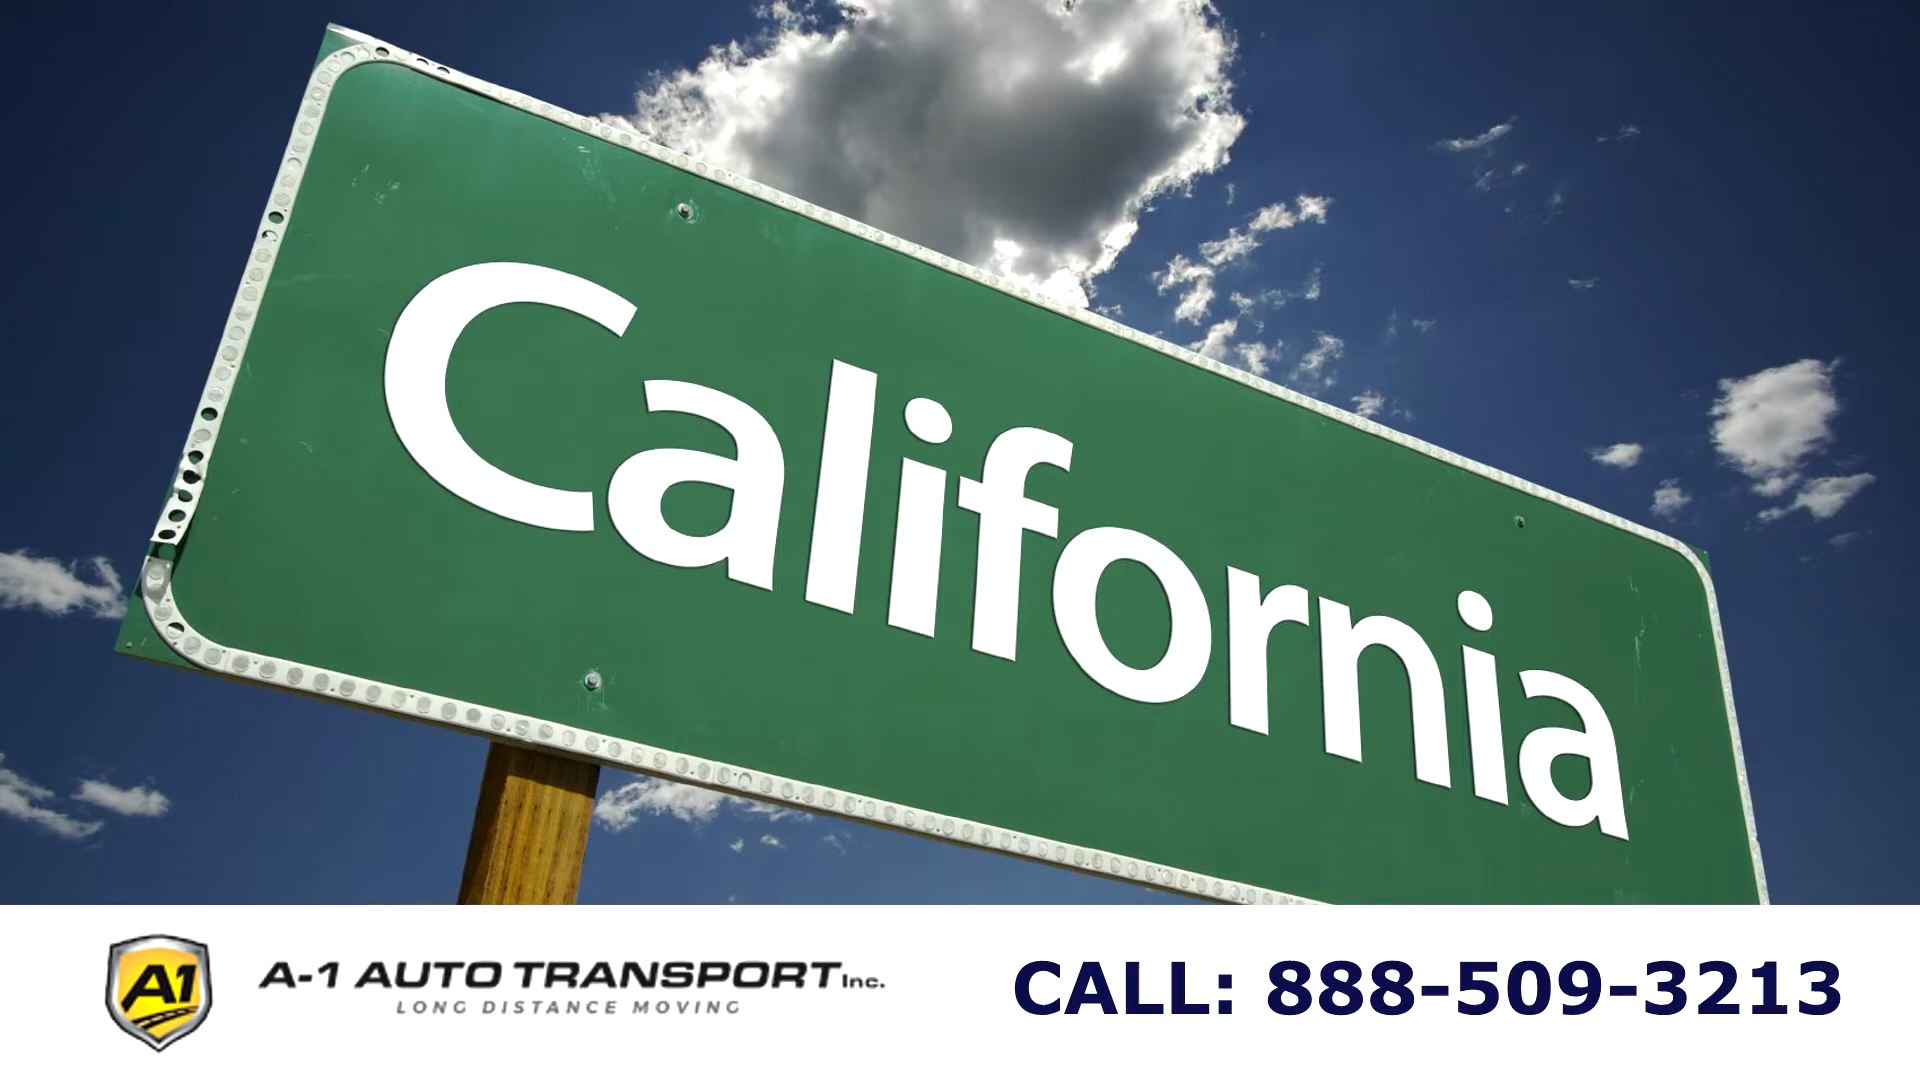 California
A1
A-1 AUTO TRANSPORT Inc.
LONG DISTANCE MOVING
CALL: 888-509-3213